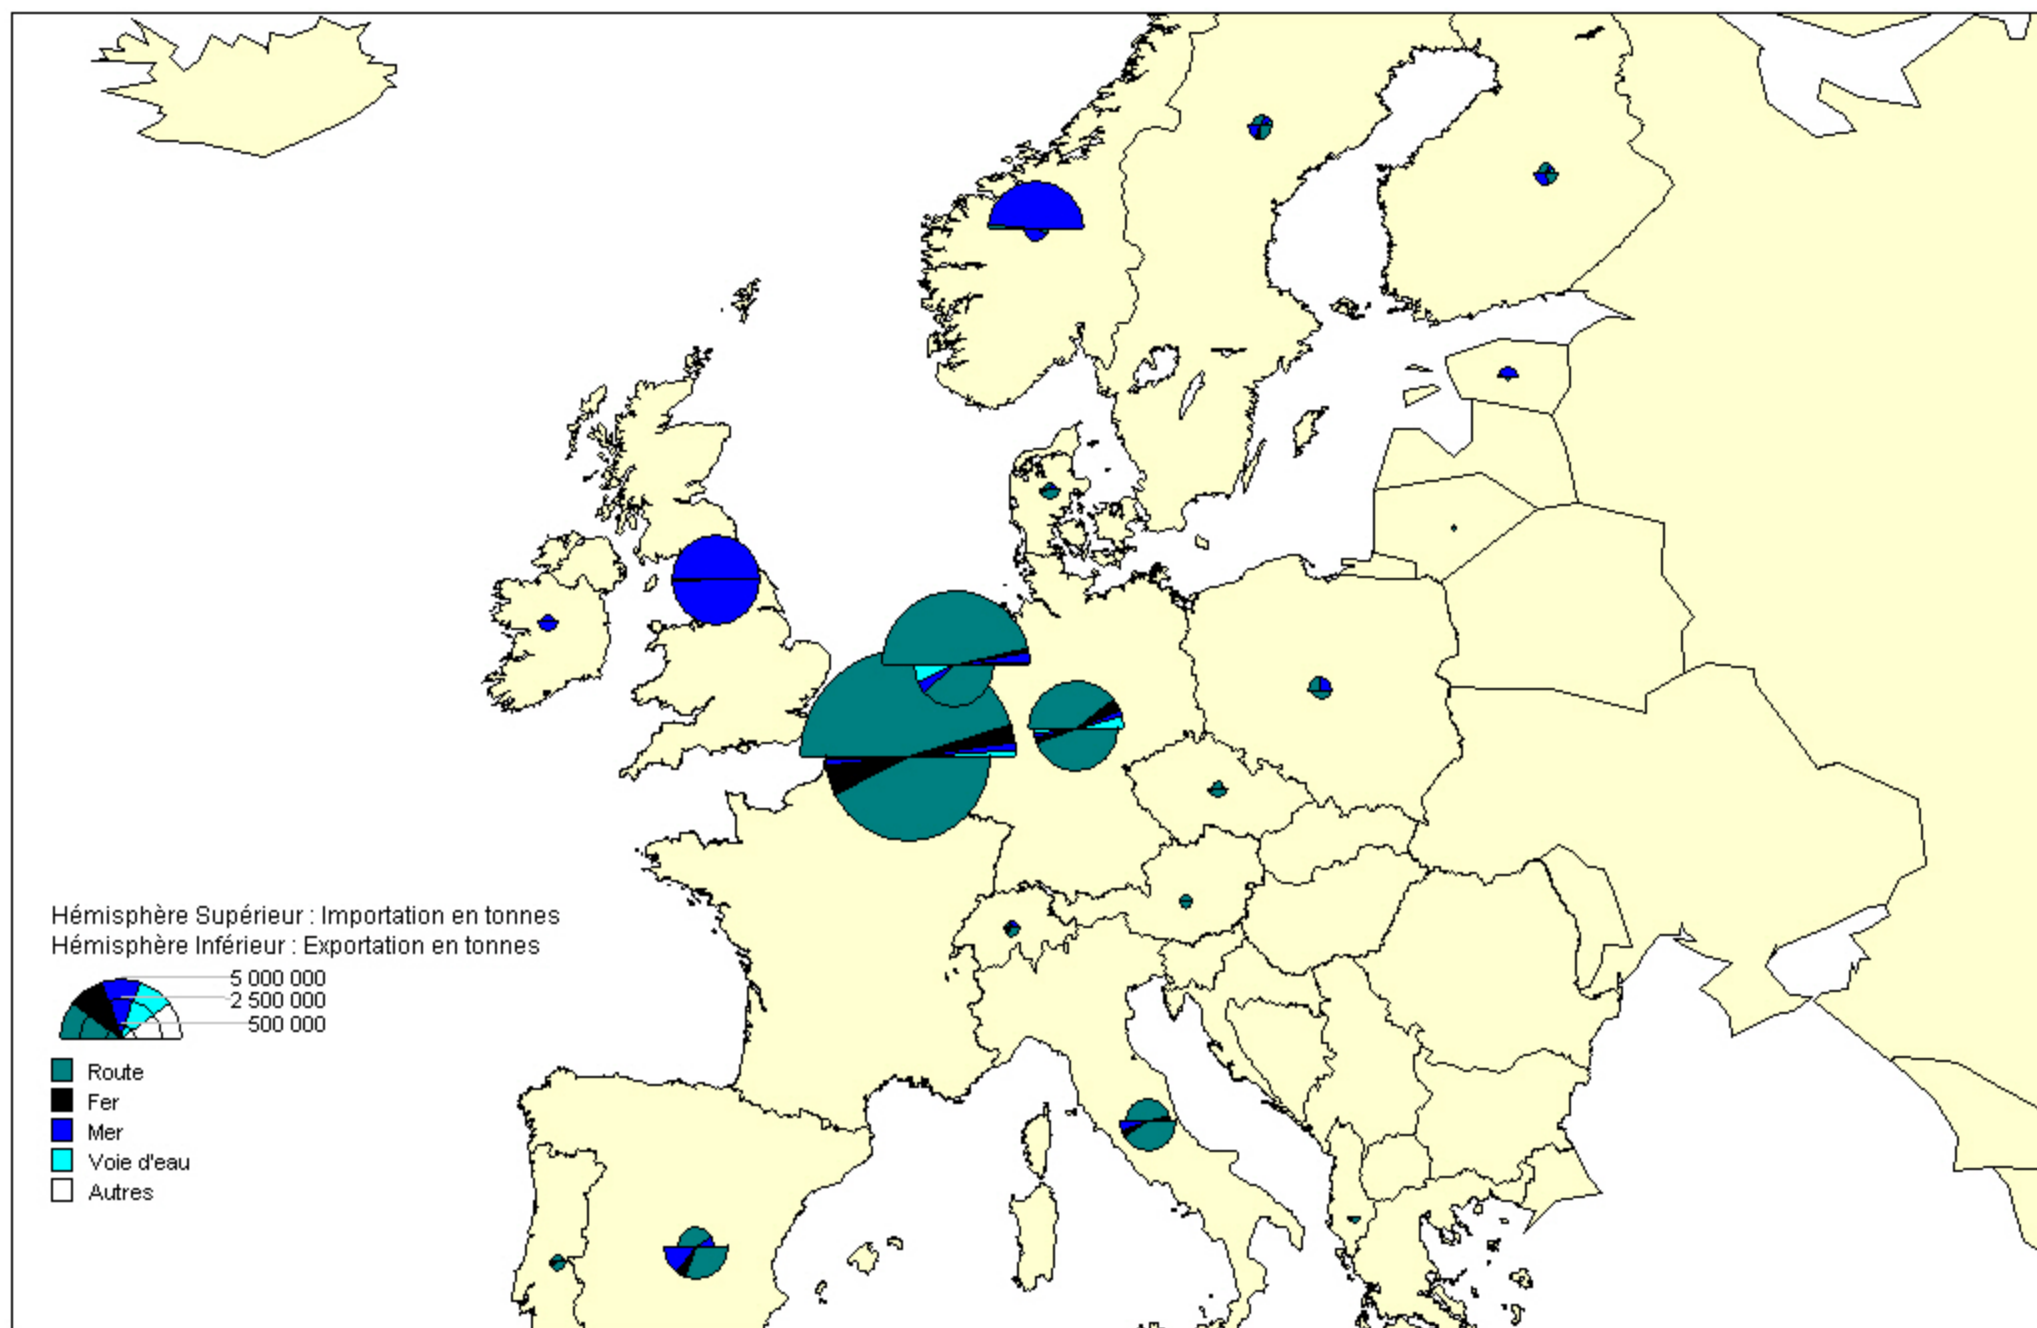 Hémisphère Supérieur : Importation en tonnes
Hémisphère Inférieur : Exportation en tonnes
5 000 000
2 500 000
500 000
Route
Fer
Mer
Voie d'eau
Autres